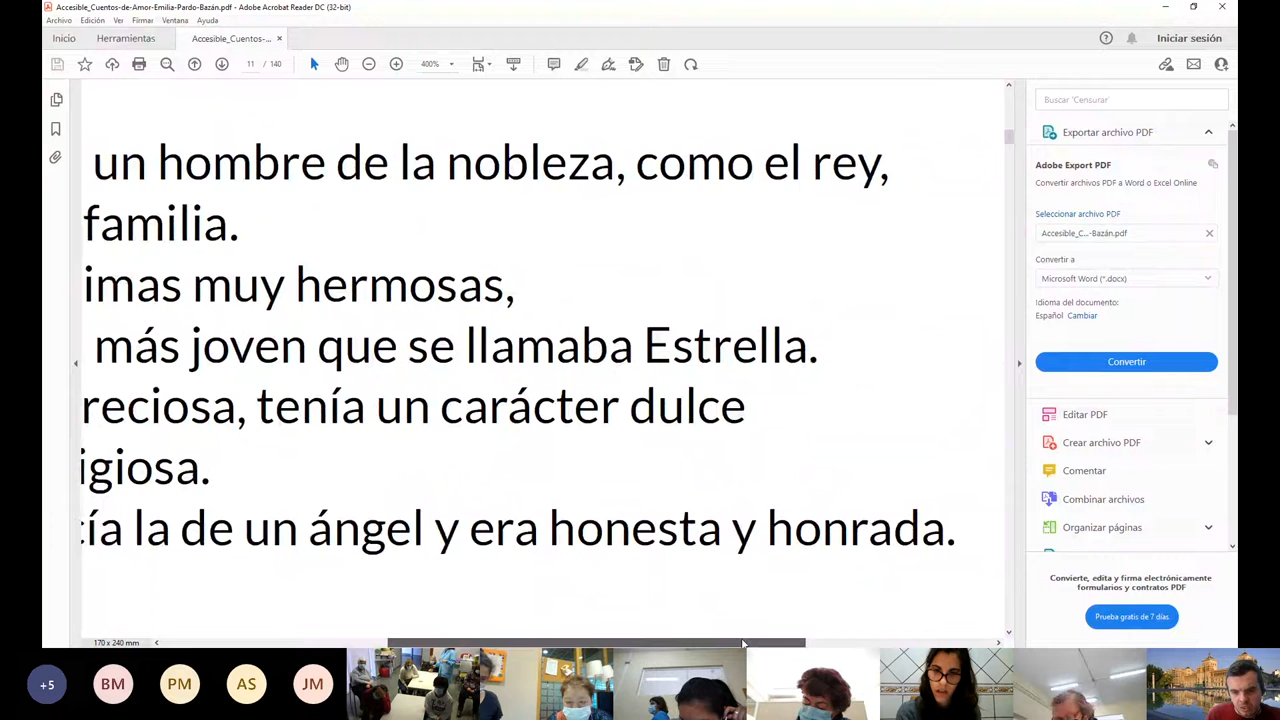 Accesible_Cuentos-de-Amor-Emilia-Pardo-Bazán.pdf - Adobe Acrobat Reader DC (32-bit)
Archivo Edición Ver Firmar Ventana Ayuda
Inicio Herramientas Accesible_Cuentos-... × Iniciar sesión
11 / 140 400%
un hombre de la nobleza, como el rey,
familia.
imas muy hermosas,
más joven que se llamaba Estrella.
reciosa, tenía un carácter dulce
igiosa.
cía la de un ángel y era honesta y honrada.
170 x 240 mm
Buscar 'Censurar'
Exportar archivo PDF
Adobe Export PDF
Convertir archivos PDF a Word o Excel Online
Seleccionar archivo PDF
Accesible_C...-Bazán.pdf
Convertir a
Microsoft Word (*.docx)
Idioma del documento:
Español Cambiar
Convertir
Editar PDF
Crear archivo PDF
Comentar
Combinar archivos
Organizar páginas
Convierte, edita y firma electrónicamente
formularios y contratos PDF
Prueba gratis de 7 días.
+5 BM PM AS JM